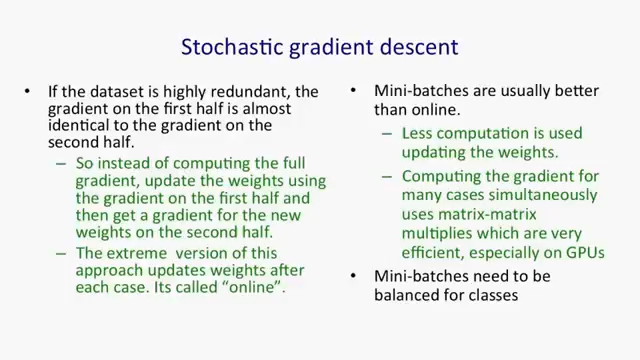 Stochastic gradient descent
• If the dataset is highly redundant, the
gradient on the first half is almost
identical to the gradient on the
second half.
– So instead of computing the full
gradient, update the weights using
the gradient on the first half and
then get a gradient for the new
weights on the second half.
– The extreme version of this
approach updates weights after
each case. Its called “online”.
• Mini-batches are usually better
than online.
– Less computation is used
updating the weights.
– Computing the gradient for
many cases simultaneously
uses matrix-matrix
multiplies which are very
efficient, especially on GPUs
• Mini-batches need to be
balanced for classes